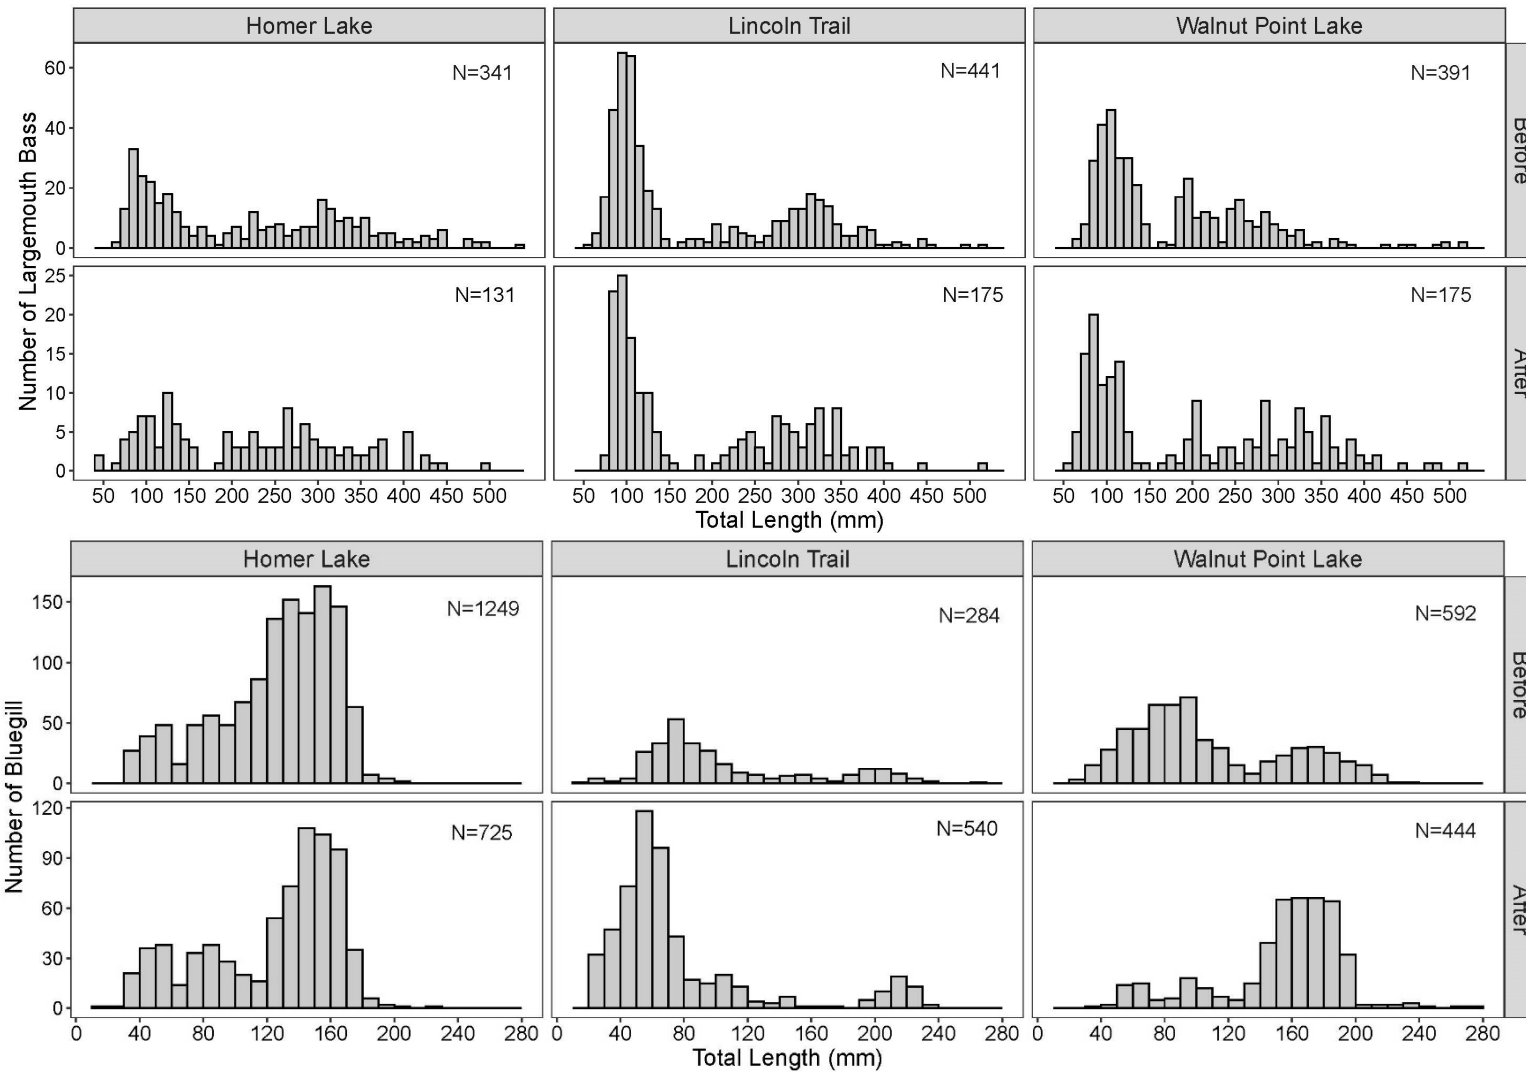 Homer Lake Lincoln Trail Walnut Point Lake
N=341 N=441 N=391
60
40
20
0
Before
N=131 N=175 N=175
25
20
15
10
5
0
After
Number of Largemouth Bass
50 100 150 200 250 300 350 400 450 500 50 100 150 200 250 300 350 400 450 500 50 100 150 200 250 300 350 400 450 500
Total Length (mm)
Homer Lake Lincoln Trail Walnut Point Lake
N=1249 N=284 N=592
150
100
50
0
Before
N=725 N=540 N=444
120
90
60
30
0
After
Number of Bluegill
0 40 80 120 160 200 240 280 0 40 80 120 160 200 240 280 0 40 80 120 160 200 240 280
Total Length (mm)